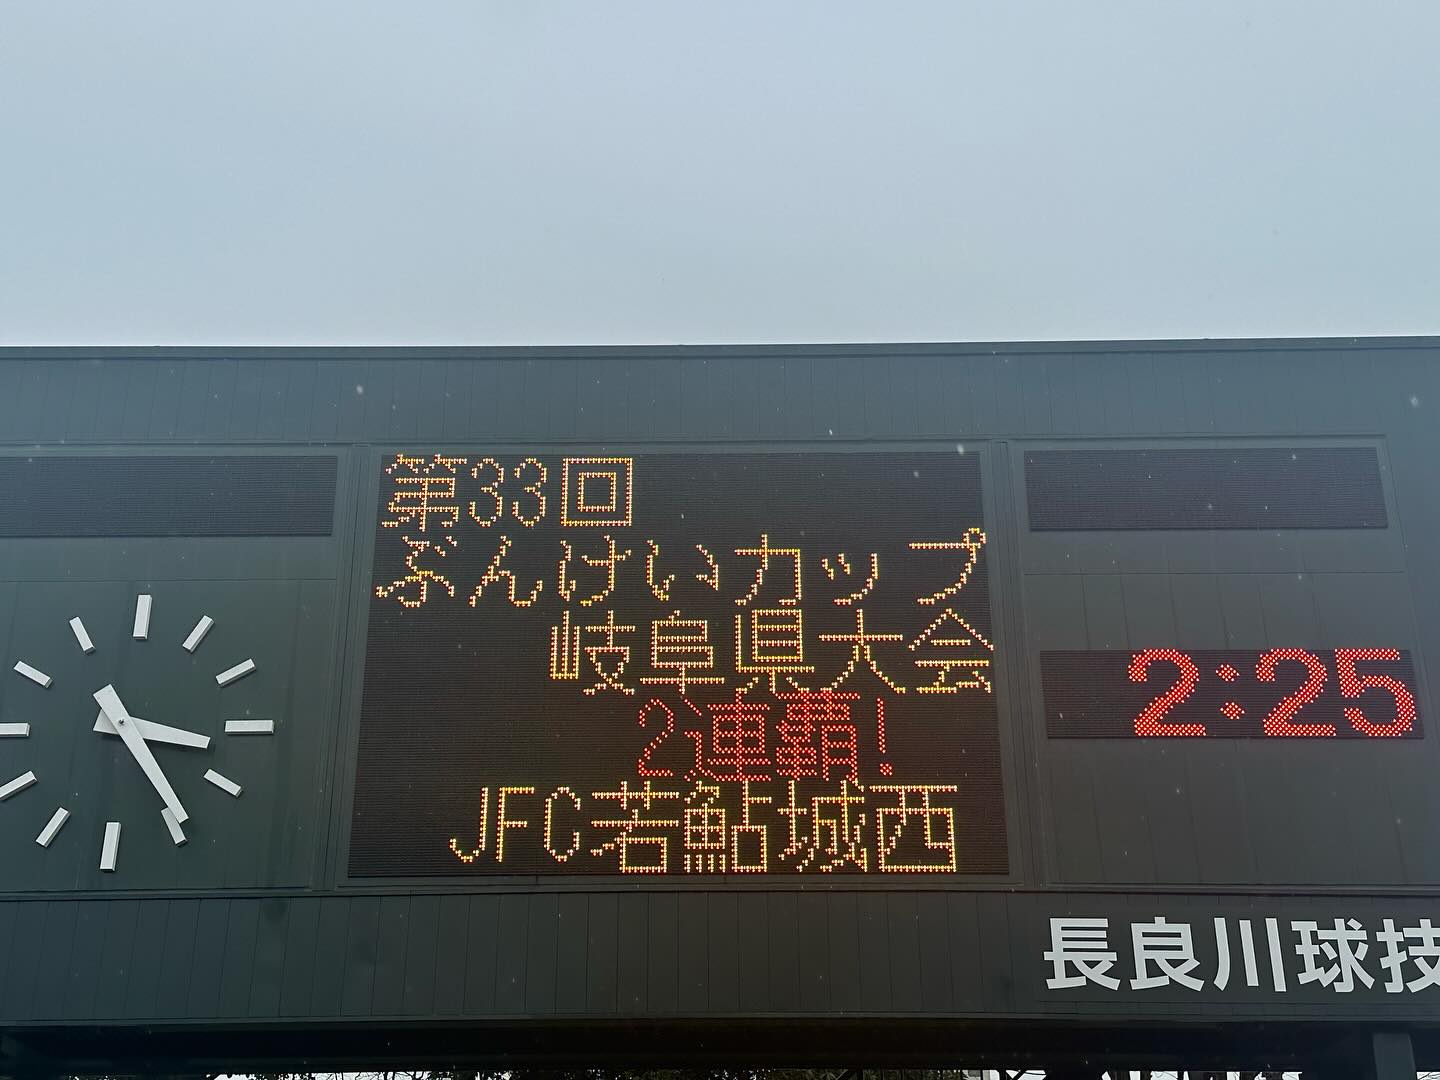 第33回
ぶんけいカップ
岐阜県大会
2連覇!
JFC若鮎城西
2:25
長良川球技